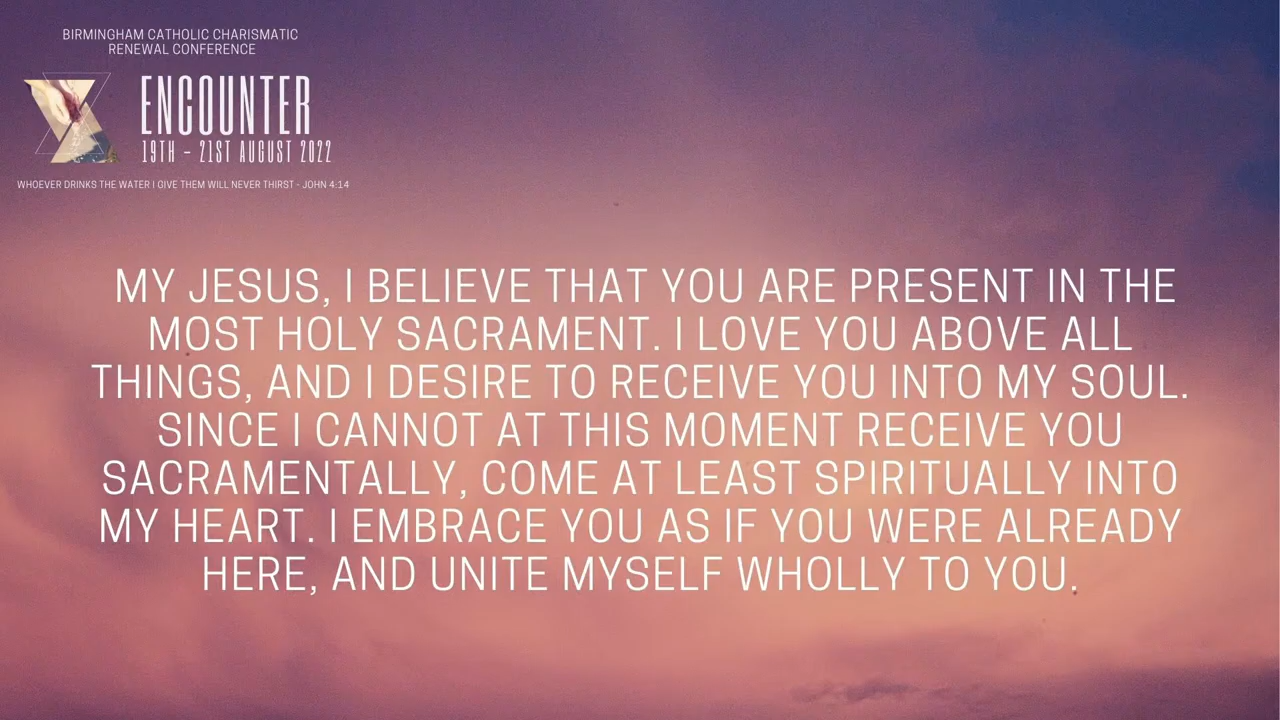 BIRMINGHAM CATHOLIC CHARISMATIC
RENEWAL CONFERENCE
ENCOUNTER
19TH - 21ST AUGUST 2022
WHOEVER DRINKS THE WATER I GIVE THEM WILL NEVER THIRST - JOHN 4:14
MY JESUS, I BELIEVE THAT YOU ARE PRESENT IN THE
MOST HOLY SACRAMENT. I LOVE YOU ABOVE ALL
THINGS, AND I DESIRE TO RECEIVE YOU INTO MY SOUL.
SINCE I CANNOT AT THIS MOMENT RECEIVE YOU
SACRAMENTALLY, COME AT LEAST SPIRITUALLY INTO
MY HEART. I EMBRACE YOU AS IF YOU WERE ALREADY
HERE, AND UNITE MYSELF WHOLLY TO YOU.